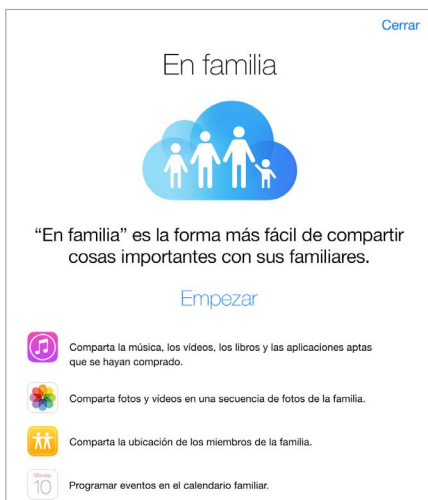 Cerrar
En familia
“En familia” es la forma más fácil de compartir
cosas importantes con sus familiares.
Empezar
Comparta la música, los vídeos, los libros y las aplicaciones aptas
que se hayan comprado.
Comparta fotos y vídeos en una secuencia de fotos de la familia.
Comparta la ubicación de los miembros de la familia.
Monday
10
Programar eventos en el calendario familiar.